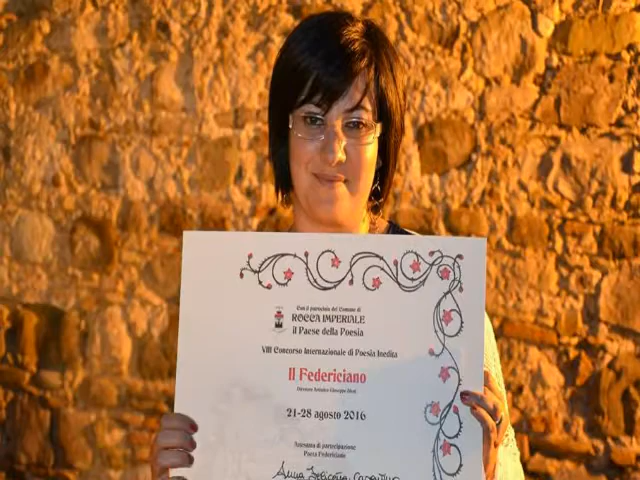 Con il patrocinio del Comune di
ROCCA IMPERIALE
il Paese della Poesia
VIII Concorso Internazionale di Poesia Inedita
Il Federiciano
21-28 agosto 2016
Attestato di partecipazione
Poeta Federiciano
Anna